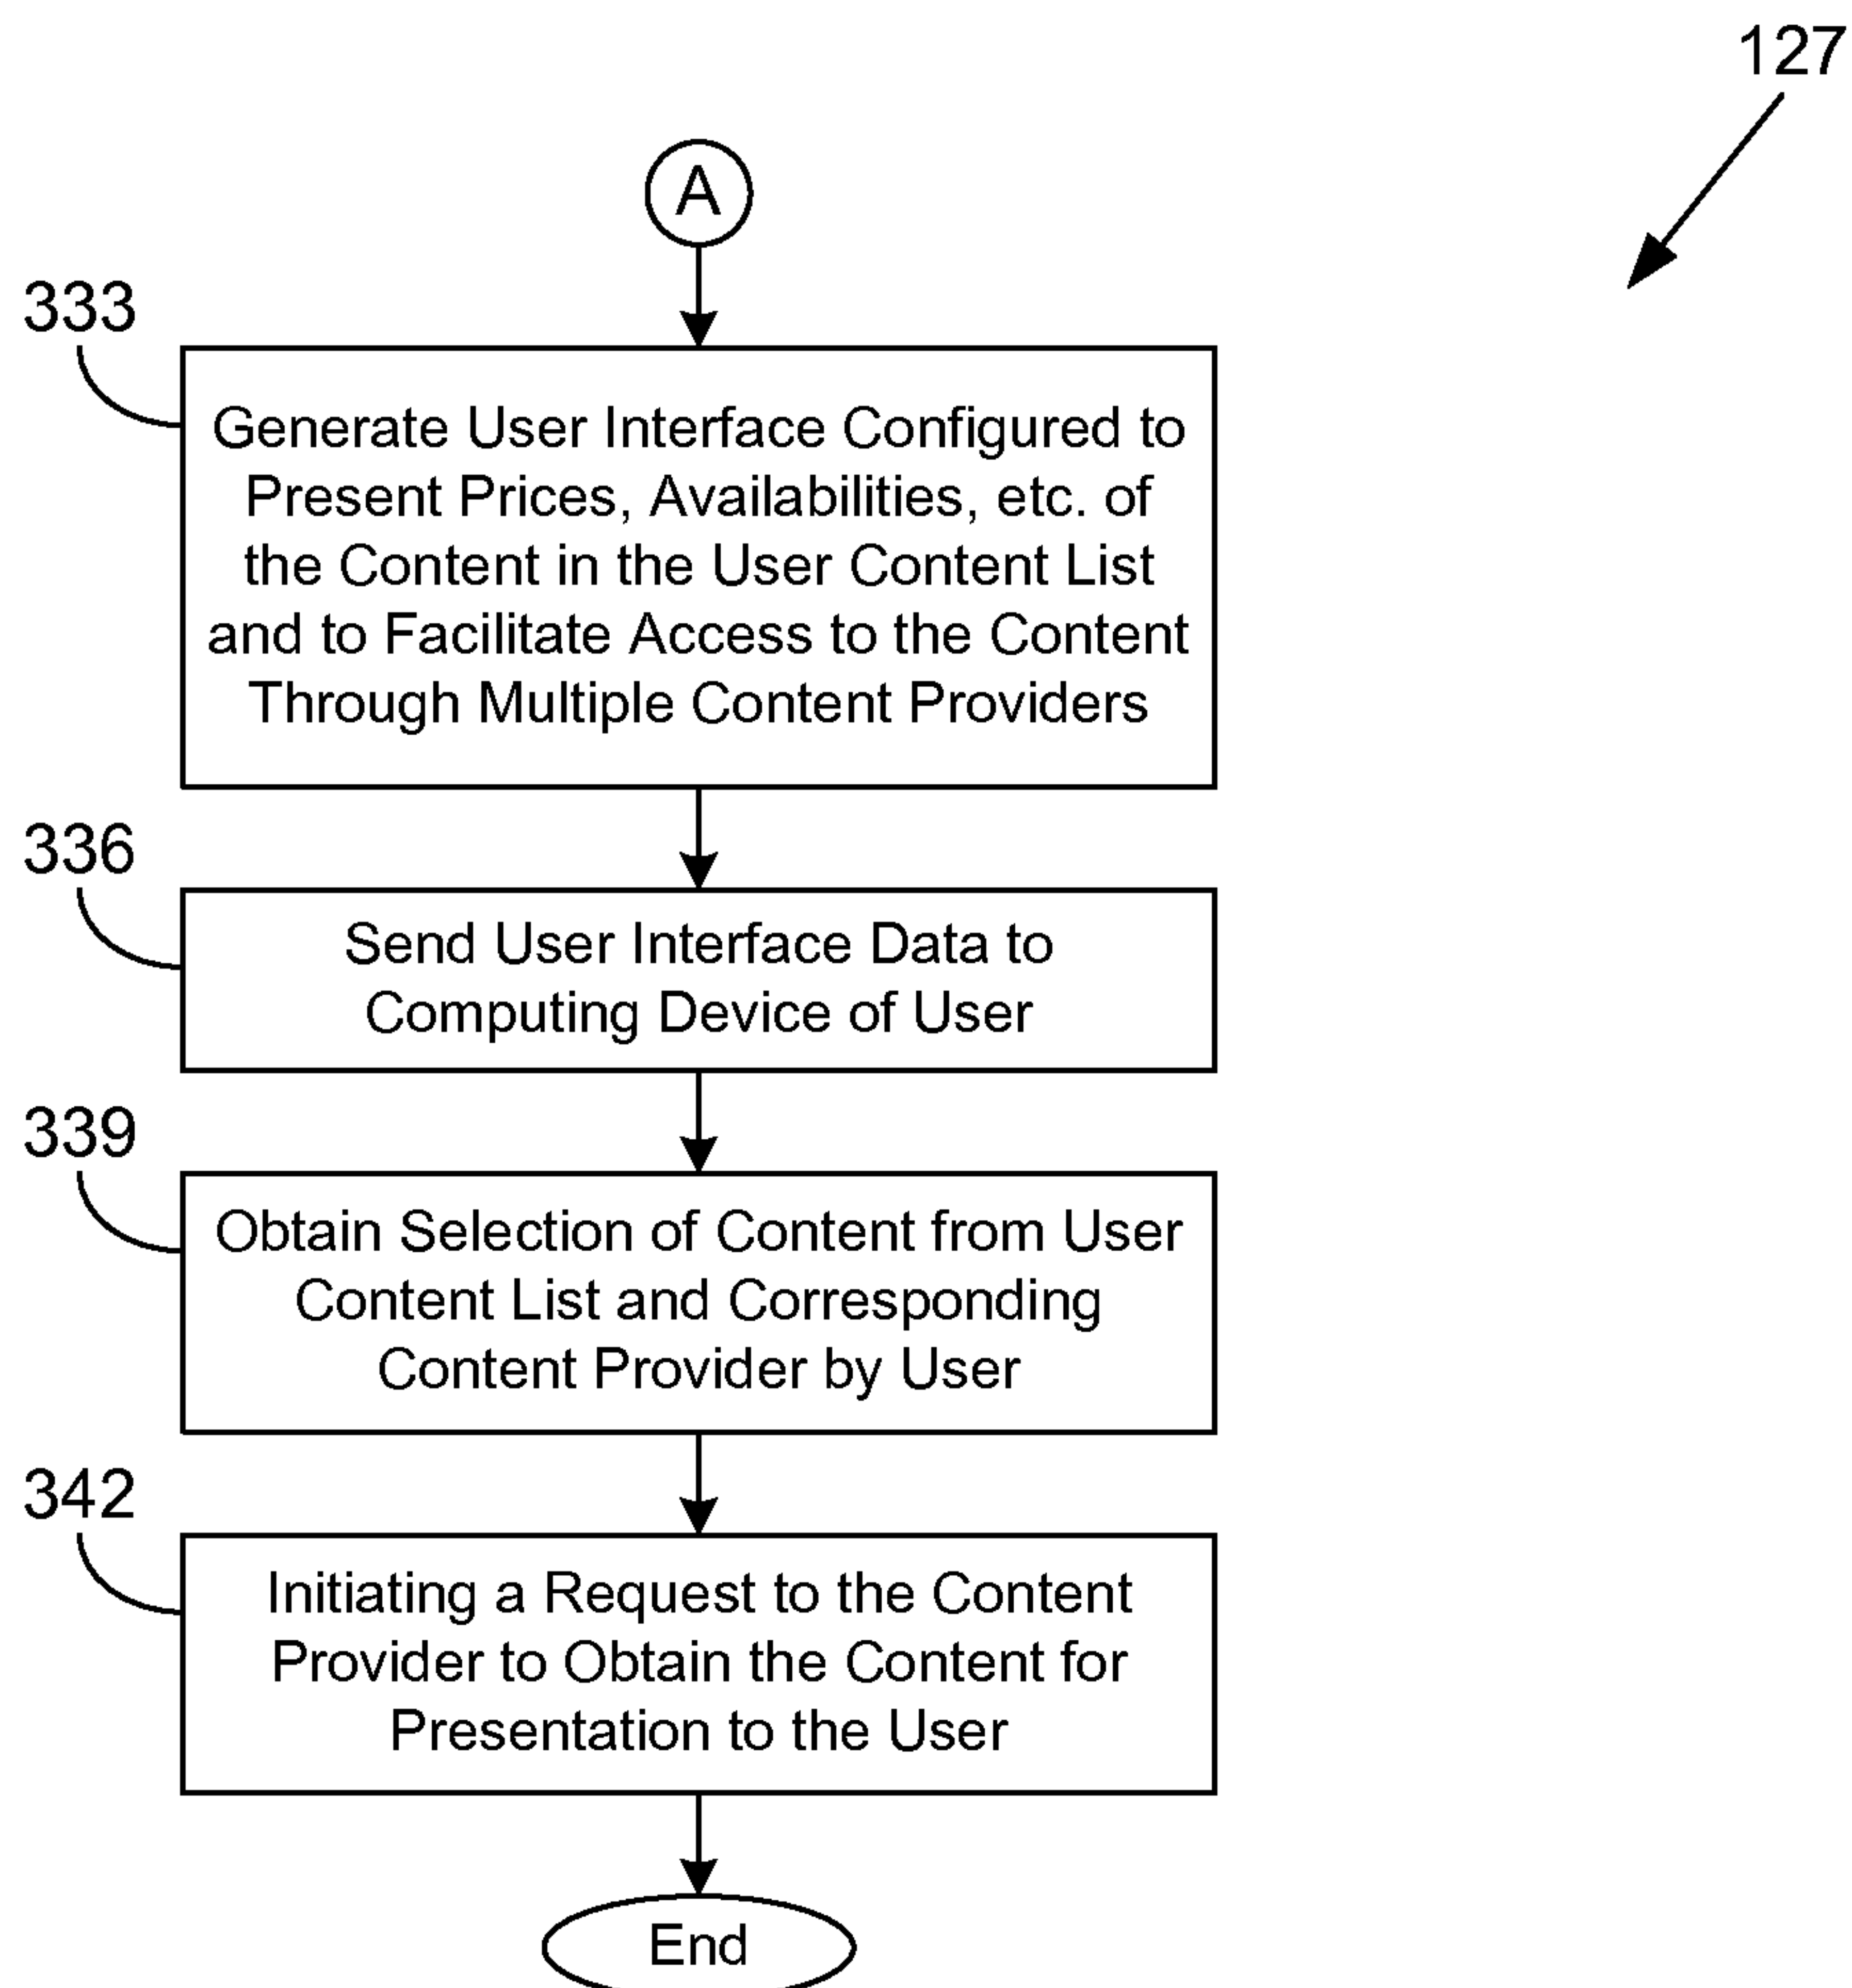 127
A
333
Generate User Interface Configured to
Present Prices, Availabilities, etc. of
the Content in the User Content List
and to Facilitate Access to the Content
Through Multiple Content Providers
336
Send User Interface Data to
Computing Device of User
339
Obtain Selection of Content from User
Content List and Corresponding
Content Provider by User
342
Initiating a Request to the Content
Provider to Obtain the Content for
Presentation to the User
End